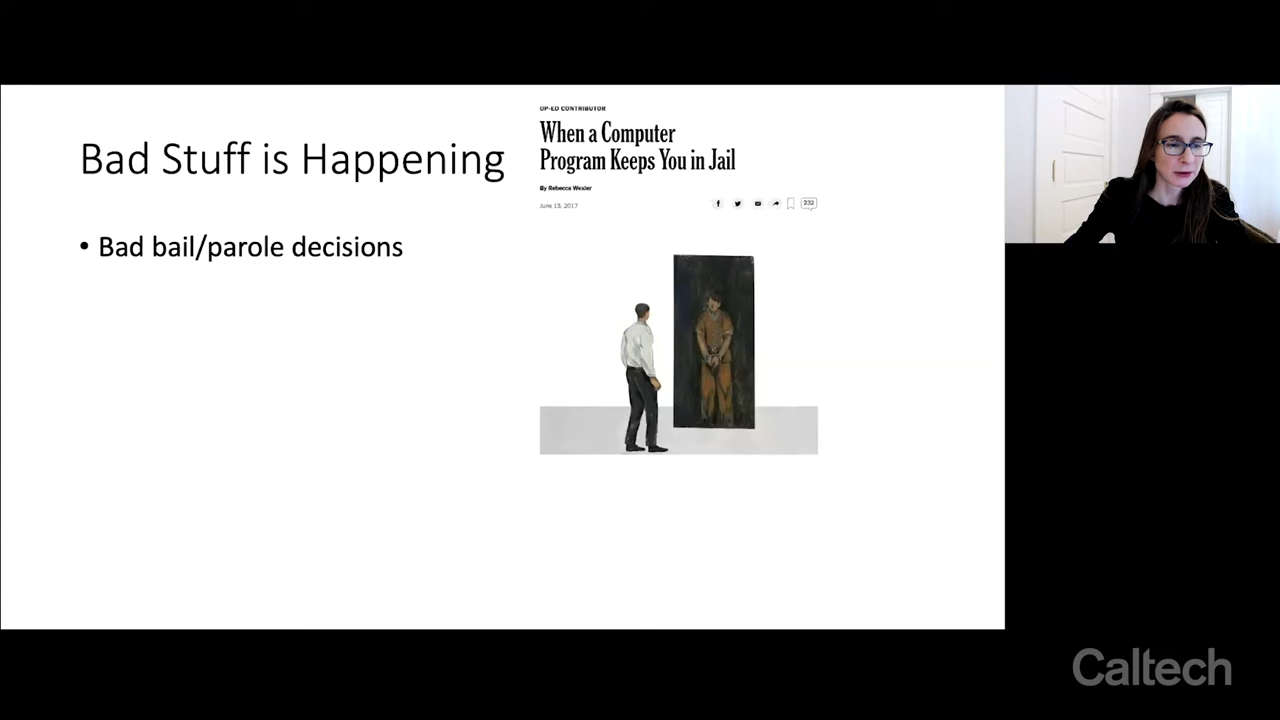 Bad Stuff is Happening
• Bad bail/parole decisions
OP-ED CONTRIBUTOR
When a Computer
Program Keeps You in Jail
By Rebecca Wexler
June 13, 2017
232
Caltech